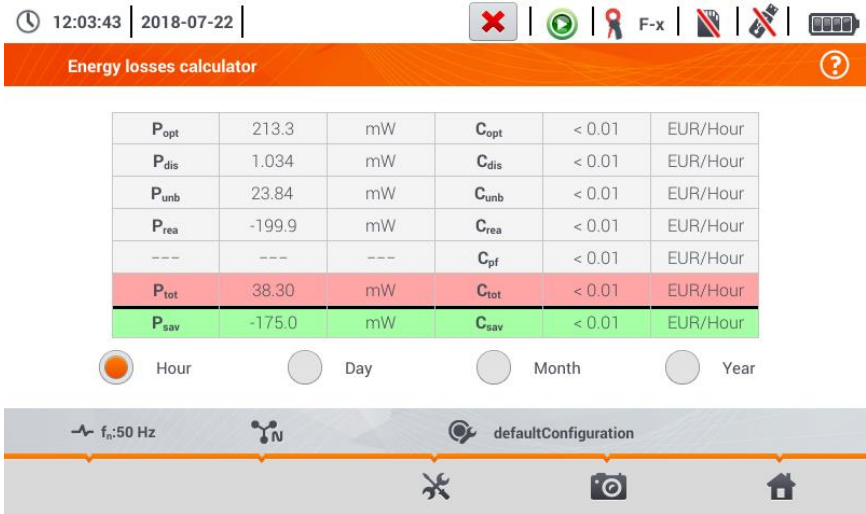 12:03:43 2018-07-22 F-x
Energy losses calculator ?
Popt 213.3 mW Copt < 0.01 EUR/Hour
Pdis 1.034 mW Cdis < 0.01 EUR/Hour
Punb 23.84 mW Cunb < 0.01 EUR/Hour
Prea -199.9 mW Crea < 0.01 EUR/Hour
--- --- --- Cpf < 0.01 EUR/Hour
Ptot 38.30 mW Ctot < 0.01 EUR/Hour
Psav -175.0 mW Csav < 0.01 EUR/Hour
Hour Day Month Year
fn:50 Hz N defaultConfiguration